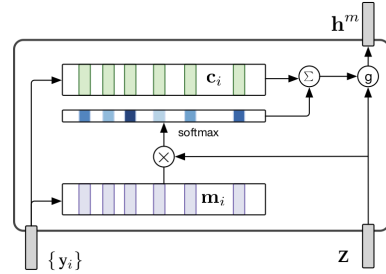 h^m
c_i
Σ
g
softmax
×
m_i
{y_i}
z